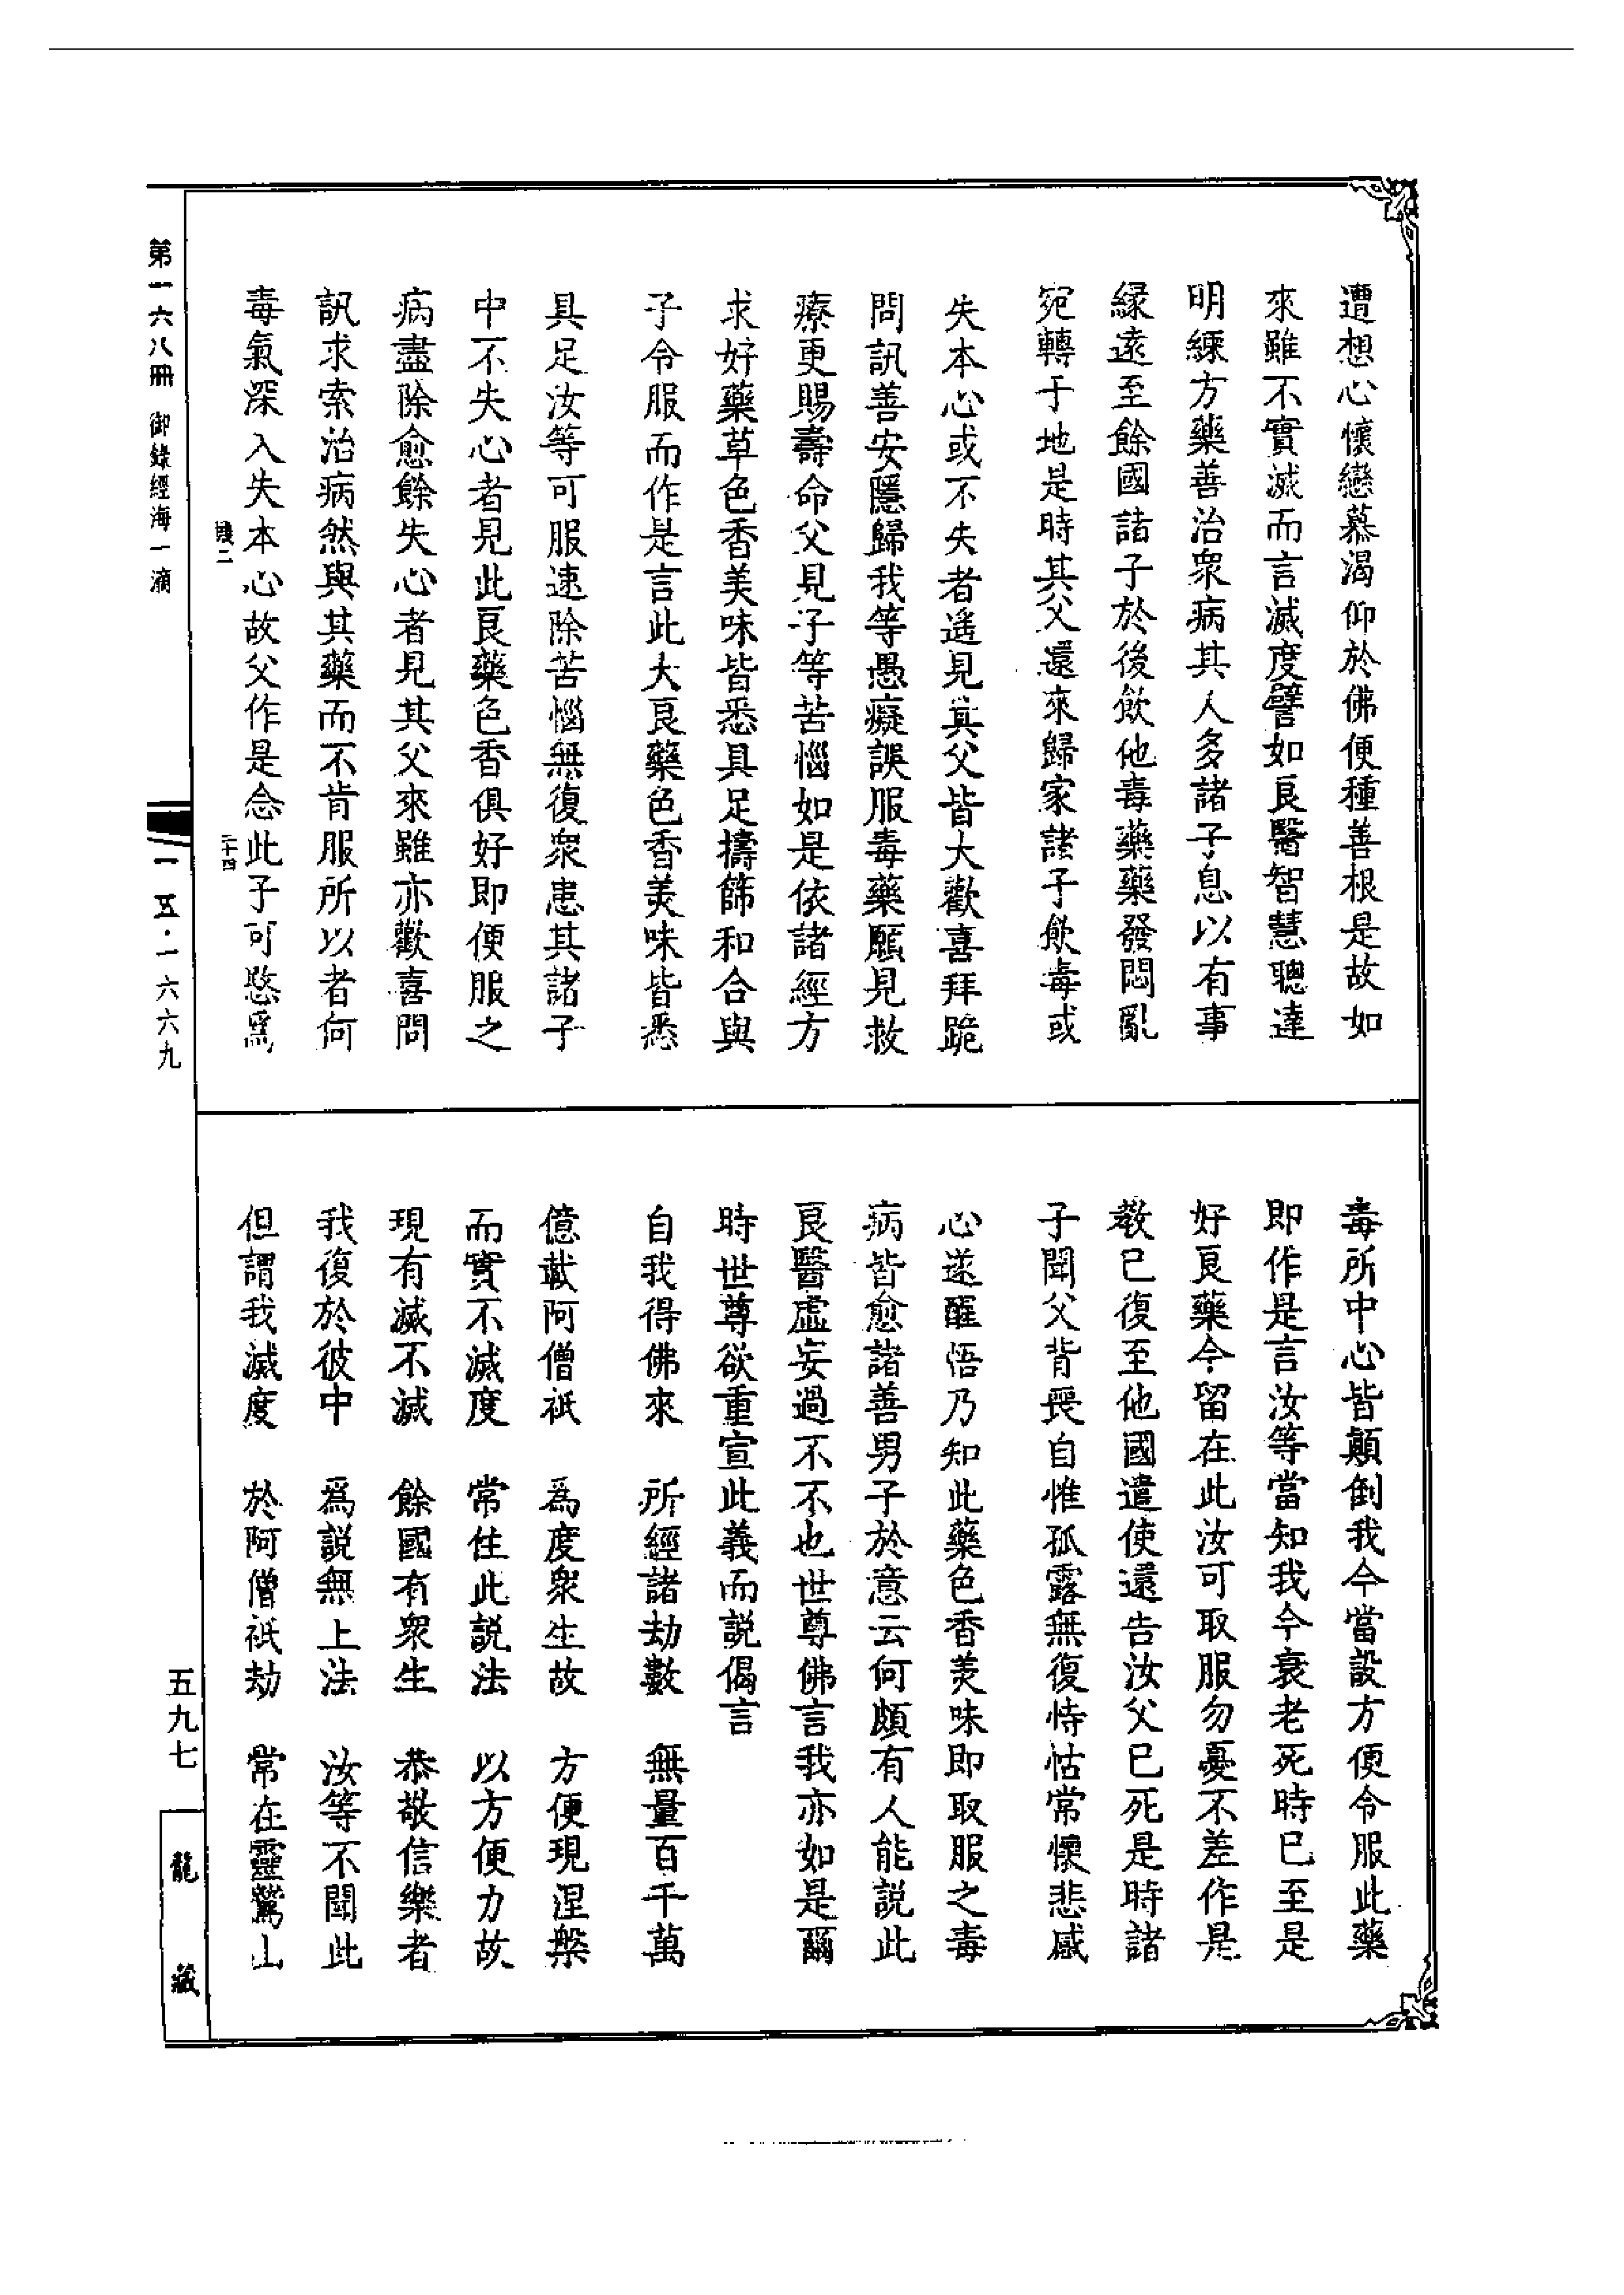 遭想心懷戀慕渴仰於佛便種善根是故如
來雖不實滅而言滅度譬如良醫智慧聰達
明練方藥善治衆病其人多諸子息以有事
緣遠至餘國諸子於後飲他毒藥藥發悶亂
宛轉于地是時其父還來歸家諸子飲毒或
失本心或不失者遥見其父皆大歡喜拜跪
問訊善安隱歸我等愚癡誤服毒藥願見救
療更賜壽命父見子等苦惱如是依諸經方
求好藥草色香美味皆悉具足擣篩和合與
子令服而作是言此大良藥色香美味皆悉
具足汝等可服速除苦惱無復衆患其諸子
中不失心者見此良藥色香俱好即便服之
病盡除愈餘失心者見其父來雖亦歡喜問
訊求索治病然與其藥而不肯服所以者何
毒氣深入失本心故父作是念此子可愍爲
二十四
毒所中心皆顛倒我今當設方便令服此藥
即作是言汝等當知我今衰老死時已至是
好良藥今留在此汝可取服勿憂不差作是
教已復至他國遣使還告汝父已死是時諸
子聞父背喪自惟孤露無復恃怙常懷悲感
心遂醒悟乃知此藥色香美味即取服之毒
病皆愈諸善男子於意云何頗有人能説此
良醫虛妄過不不也世尊佛言我亦如是爾
時世尊欲重宣此義而説偈言
自我得佛來　所經諸劫數　無量百千萬
億載阿僧祇　爲度衆生故　方便現涅槃
而實不滅度　常住此説法　以方便力故
現有滅不滅　餘國有衆生　恭敬信樂者
我復於彼中　爲説無上法　汝等不聞此
但謂我滅度　於阿僧祇劫　常在靈鷲山
第一六八冊　御錄經海一滴
一五·一六六九
五九七
龍藏